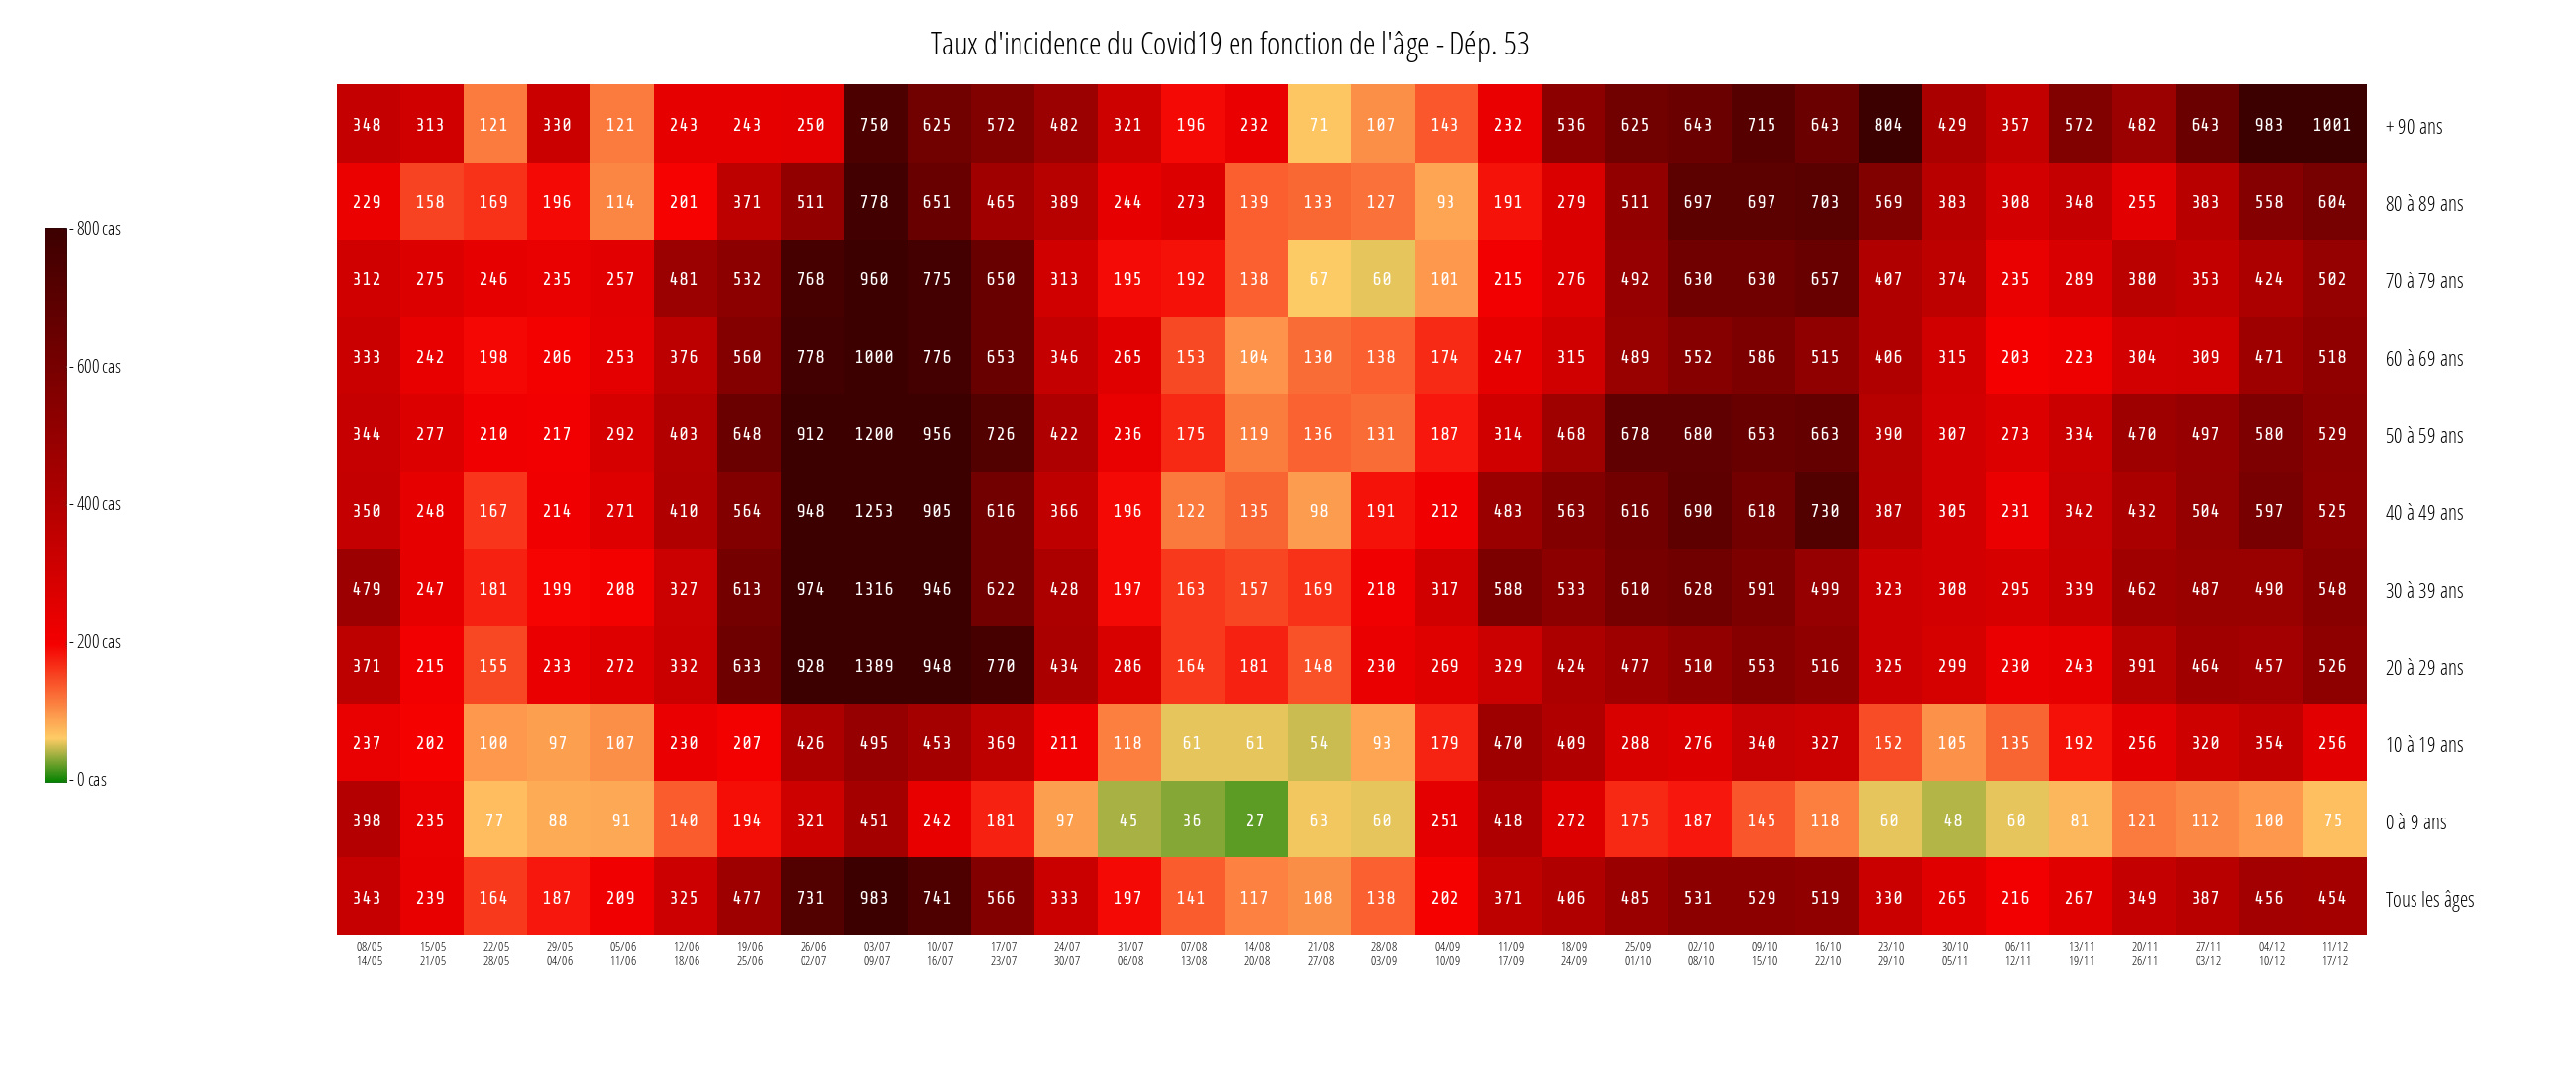 Taux d'incidence du Covid19 en fonction de l'âge - Dép. 53
348 313 121 330 121 243 243 250 750 625 572 482 321 196 232 71 107 143 232 536 625 643 715 643 804 429 357 572 482 643 983 1001 + 90 ans
229 158 169 196 114 201 371 511 778 651 465 389 244 273 139 133 127 93 191 279 511 697 697 703 569 383 308 348 255 383 558 604 80 à 89 ans
312 275 246 235 257 481 532 768 960 775 650 313 195 192 138 67 60 101 215 276 492 630 630 657 407 374 235 289 380 353 424 502 70 à 79 ans
333 242 198 206 253 376 560 778 1000 776 653 346 265 153 104 130 138 174 247 315 489 552 586 515 406 315 203 223 304 309 471 518 60 à 69 ans
344 277 210 217 292 403 648 912 1200 956 726 422 236 175 119 136 131 187 314 468 678 680 653 663 390 307 273 334 470 497 580 529 50 à 59 ans
350 248 167 214 271 410 564 948 1253 905 616 366 196 122 135 98 191 212 483 563 616 690 618 730 387 305 231 342 432 504 597 525 40 à 49 ans
479 247 181 199 208 327 613 974 1316 946 622 428 197 163 157 169 218 317 588 533 610 628 591 499 323 308 295 339 462 487 490 548 30 à 39 ans
371 215 155 233 272 332 633 928 1389 948 770 434 286 164 181 148 230 269 329 424 477 510 553 516 325 299 230 243 391 464 457 526 20 à 29 ans
237 202 100 97 107 230 207 426 495 453 369 211 118 61 61 54 93 179 470 409 288 276 340 327 152 105 135 192 256 320 354 256 10 à 19 ans
398 235 77 88 91 140 194 321 451 242 181 97 45 36 27 63 60 251 418 272 175 187 145 118 60 48 60 81 121 112 100 75 0 à 9 ans
343 239 164 187 209 325 477 731 983 741 566 333 197 141 117 108 138 202 371 406 485 531 529 519 330 265 216 267 349 387 456 454 Tous les âges
08/05 15/05 22/05 29/05 05/06 12/06 19/06 26/06 03/07 10/07 17/07 24/07 31/07 07/08 14/08 21/08 28/08 04/09 11/09 18/09 25/09 02/10 09/10 16/10 23/10 30/10 06/11 13/11 20/11 27/11 04/12 11/12
14/05 21/05 28/05 04/06 11/06 18/06 25/06 02/07 09/07 16/07 23/07 30/07 06/08 13/08 20/08 27/08 03/09 10/09 17/09 24/09 01/10 08/10 15/10 22/10 29/10 05/11 12/11 19/11 26/11 03/12 10/12 17/12
- 800 cas
- 600 cas
- 400 cas
- 200 cas
- 0 cas